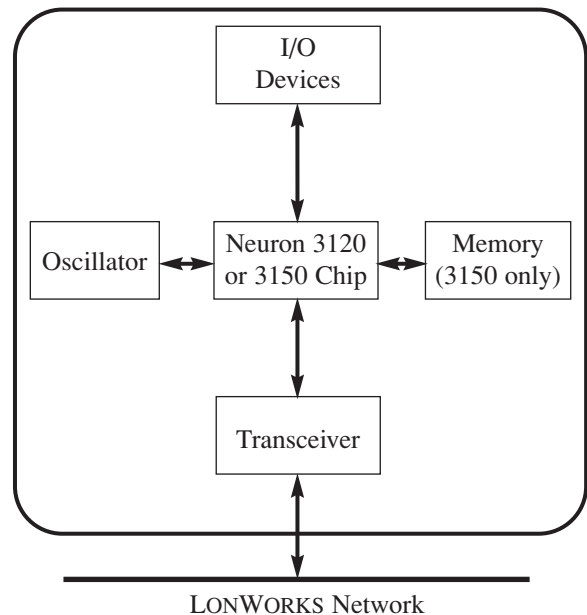 I/O
Devices
Oscillator
Neuron 3120
or 3150 Chip
Memory
(3150 only)
Transceiver
LONWORKS Network